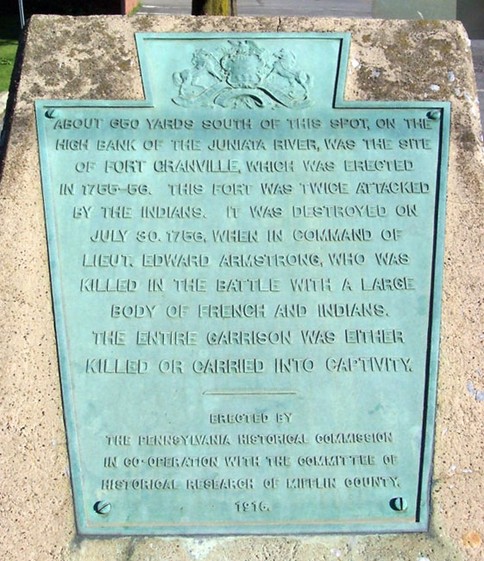 ABOUT 650 YARDS SOUTH OF THIS SPOT, ON THE
HIGH BANK OF THE JUNIATA RIVER, WAS THE SITE
OF FORT GRANVILLE, WHICH WAS ERECTED
IN 1755-56. THIS FORT WAS TWICE ATTACKED
BY THE INDIANS. IT WAS DESTROYED ON
JULY 30, 1756, WHEN IN COMMAND OF
LIEUT. EDWARD ARMSTRONG, WHO WAS
KILLED IN THE BATTLE WITH A LARGE
BODY OF FRENCH AND INDIANS.
THE ENTIRE GARRISON WAS EITHER
KILLED OR CARRIED INTO CAPTIVITY.
ERECTED BY
THE PENNSYLVANIA HISTORICAL COMMISSION
IN CO-OPERATION WITH THE COMMITTEE OF
HISTORICAL RESEARCH OF MIFFLIN COUNTY.
1916.